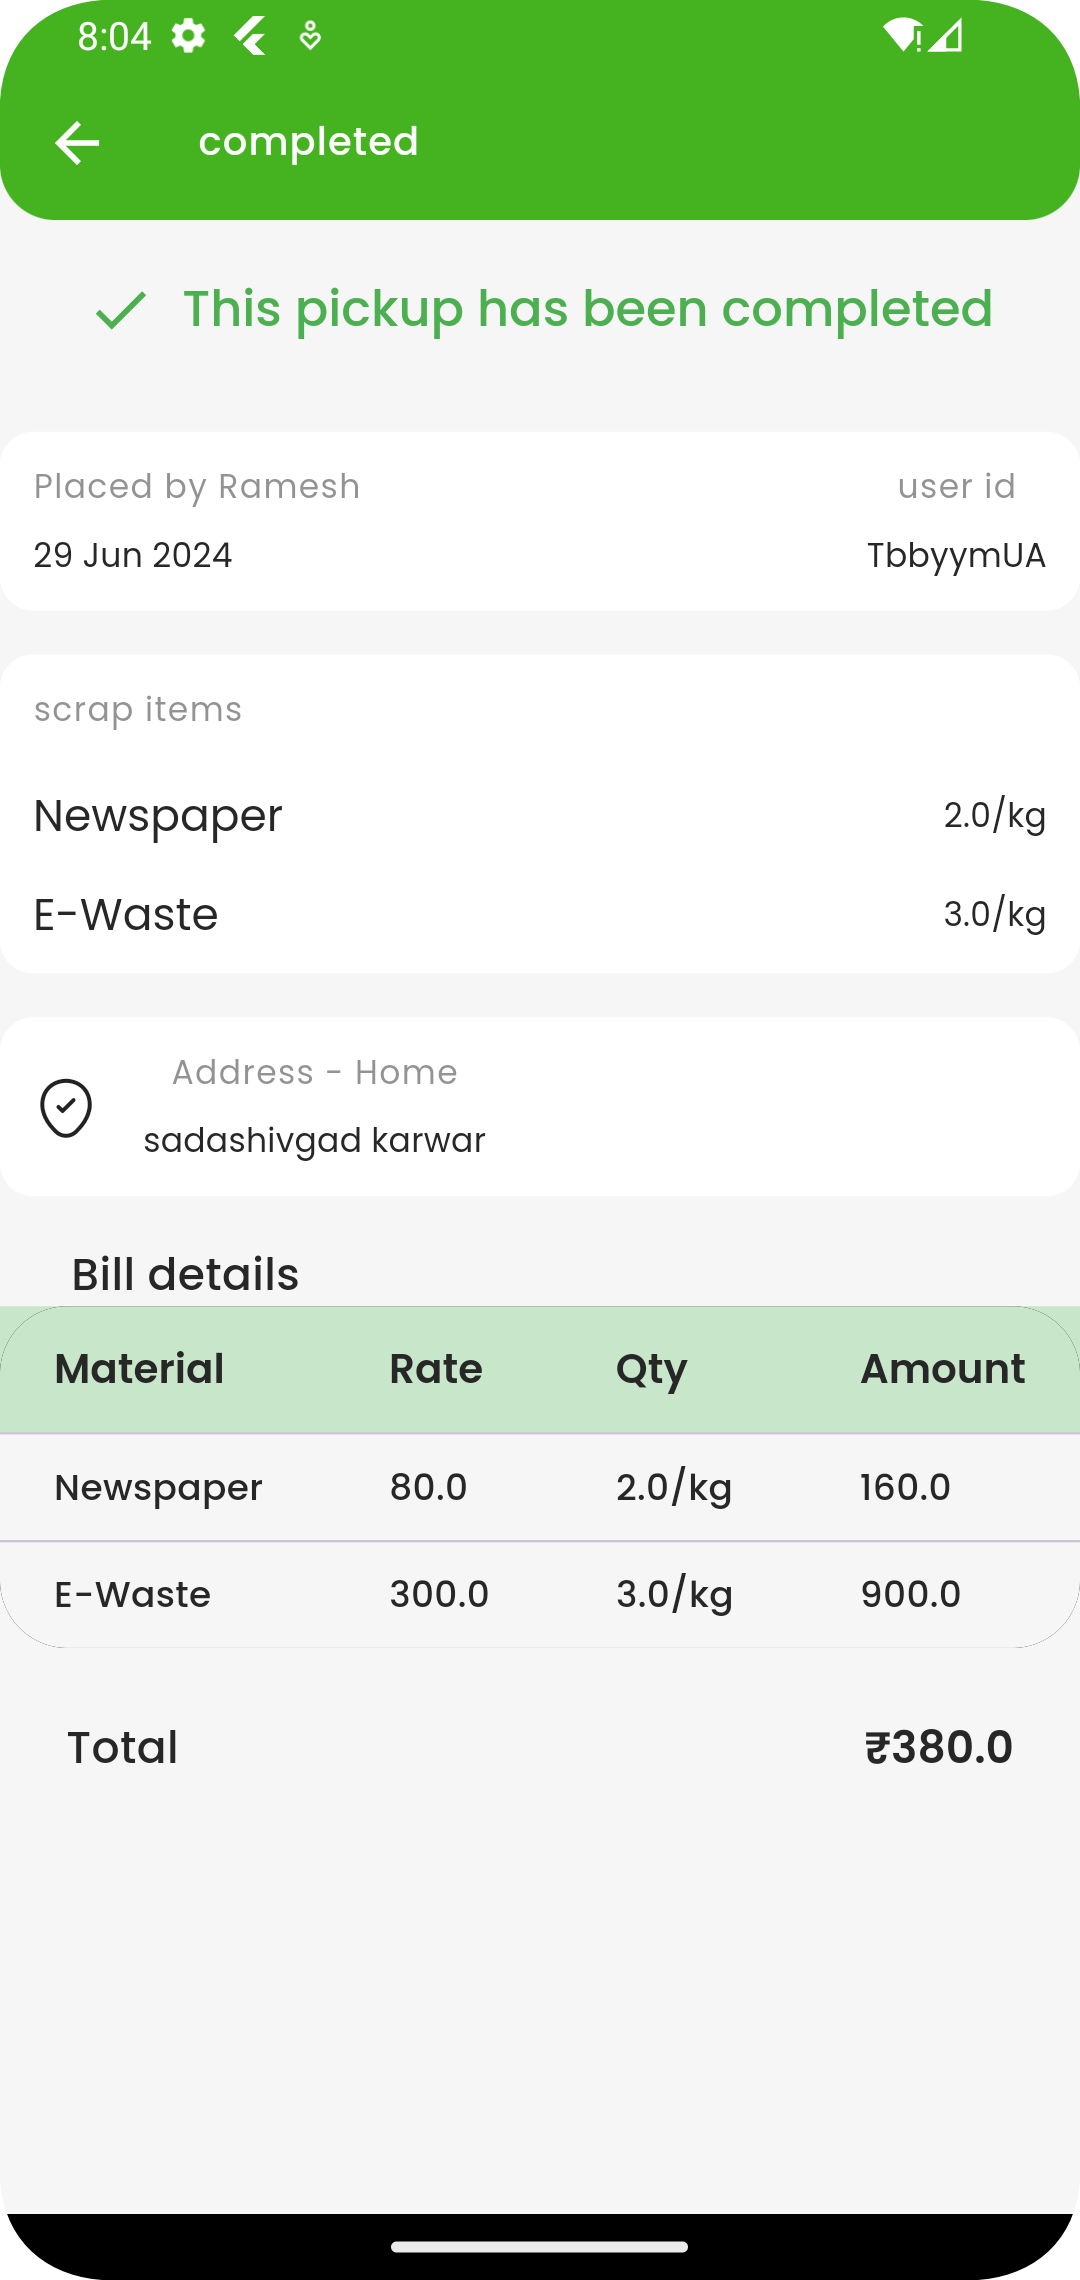 8:04
completed
This pickup has been completed
Placed by Ramesh user id
29 Jun 2024 TbbyymUA
scrap items
Newspaper 2.0/kg
E-Waste 3.0/kg
Address - Home
sadashivgad karwar
Bill details
Material Rate Qty Amount
Newspaper 80.0 2.0/kg 160.0
E-Waste 300.0 3.0/kg 900.0
Total ₹380.0